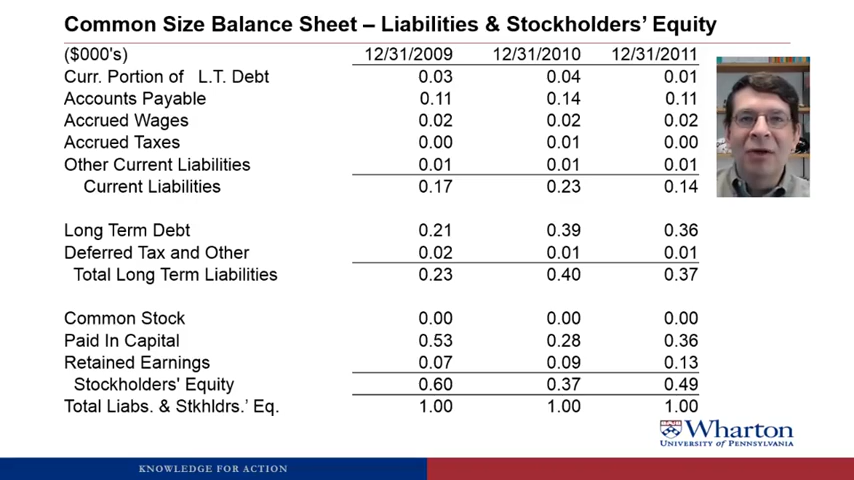 Common Size Balance Sheet – Liabilities & Stockholders’ Equity
($000's) 12/31/2009 12/31/2010 12/31/2011
Curr. Portion of L.T. Debt 0.03 0.04 0.01
Accounts Payable 0.11 0.14 0.11
Accrued Wages 0.02 0.02 0.02
Accrued Taxes 0.00 0.01 0.00
Other Current Liabilities 0.01 0.01 0.01
Current Liabilities 0.17 0.23 0.14
Long Term Debt 0.21 0.39 0.36
Deferred Tax and Other 0.02 0.01 0.01
Total Long Term Liabilities 0.23 0.40 0.37
Common Stock 0.00 0.00 0.00
Paid In Capital 0.53 0.28 0.36
Retained Earnings 0.07 0.09 0.13
Stockholders' Equity 0.60 0.37 0.49
Total Liabs. & Stkhldrs.’ Eq. 1.00 1.00 1.00
Wharton
UNIVERSITY of PENNSYLVANIA
KNOWLEDGE FOR ACTION